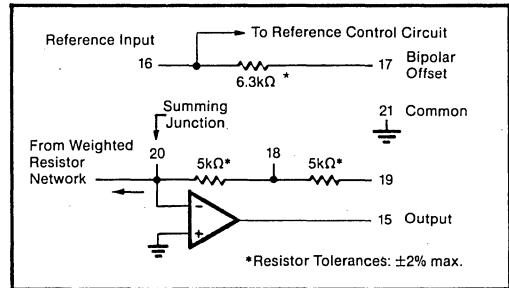 To Reference Control Circuit
Reference Input
16
17
Bipolar
Offset
6.3kΩ *
21 Common
Summing
Junction
From Weighted
Resistor
Network
20
5kΩ*
18
5kΩ*
19
−
+
15 Output
*Resistor Tolerances: ±2% max.